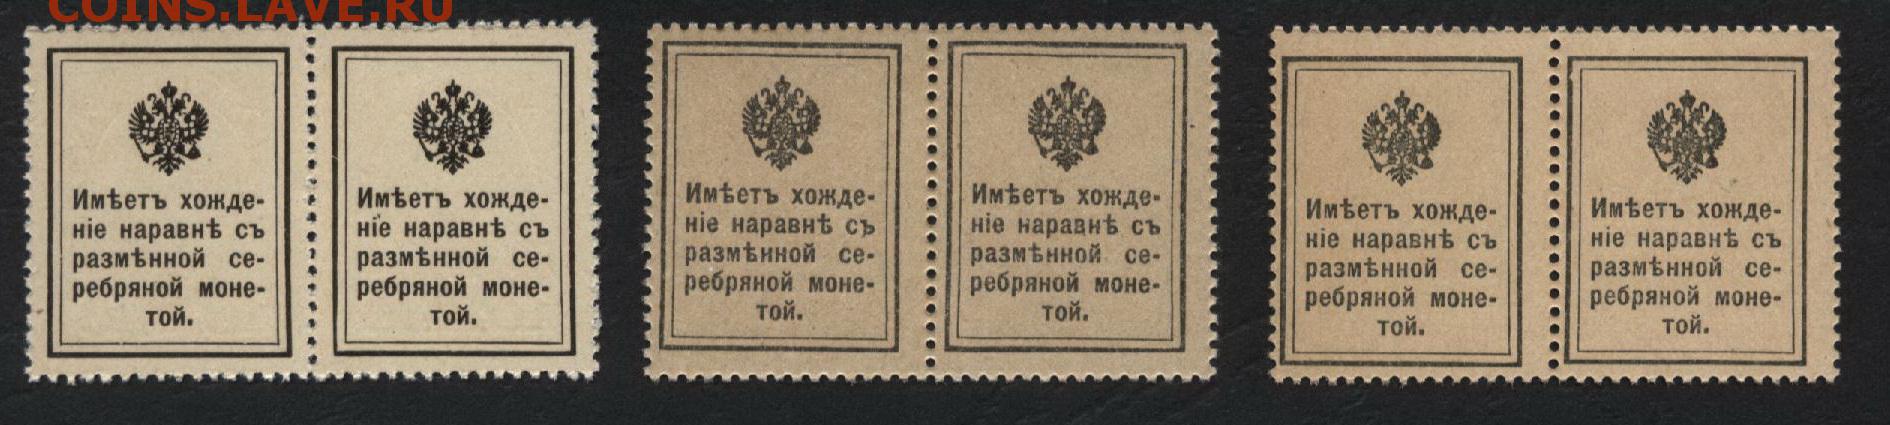 COINS.LAVE.RU
Имѣетъ хожде-
ніе наравнѣ съ
размѣнной се-
ребряной моне-
той.
Имѣетъ хожде-
ніе наравнѣ съ
размѣнной се-
ребряной моне-
той.
Имѣетъ хожде-
ніе наравнѣ съ
размѣнной се-
ребряной моне-
той.
Имѣетъ хожде-
ніе наравнѣ съ
размѣнной се-
ребряной моне-
той.
Имѣетъ хожде-
ніе наравнѣ съ
размѣнной се-
ребряной моне-
той.
Имѣетъ хожде-
ніе наравнѣ съ
размѣнной се-
ребряной моне-
той.